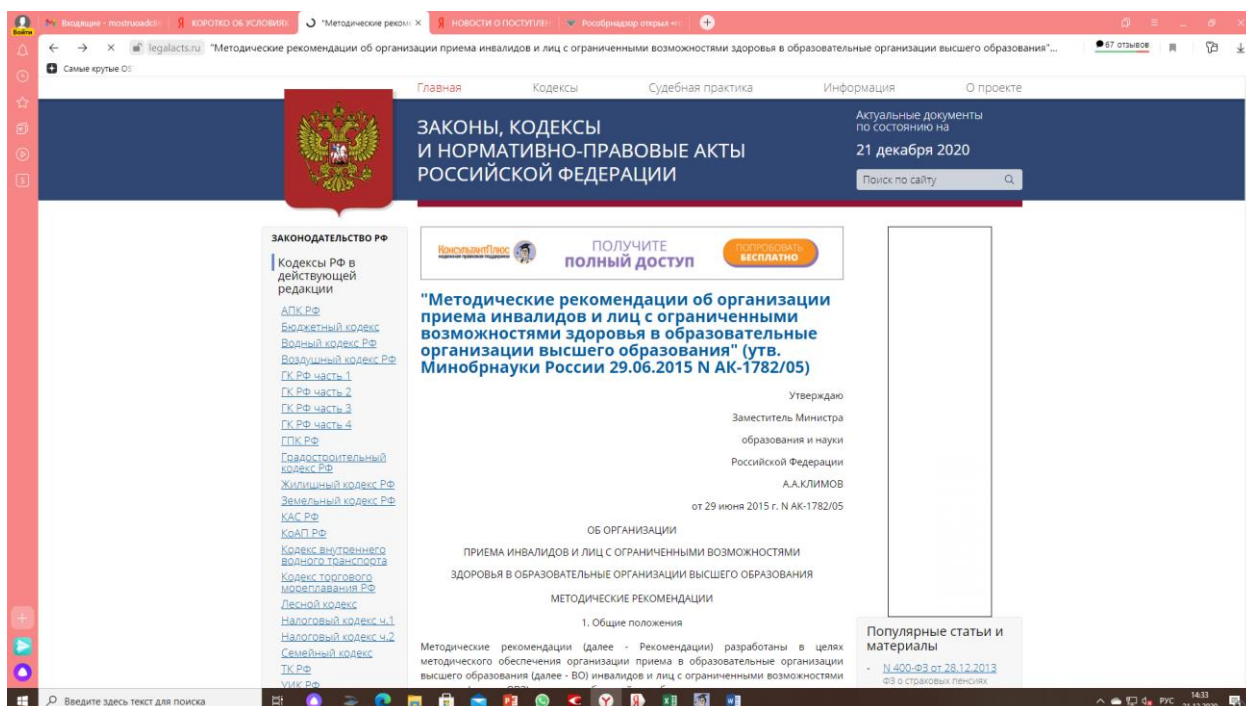 Войти
Входящие - mostruoadcli
КОРОТКО ОБ УСЛОВИЯХ
"Методические реком
НОВОСТИ О ПОСТУПЛЕН
Рособрнадзор открыл
legalacts.ru "Методические рекомендации об организации приема инвалидов и лиц с ограниченными возможностями здоровья в образовательные организации высшего образования"...
67 отзывов
Самые крутые OS
Главная Кодексы Судебная практика Информация О проекте
ЗАКОНЫ, КОДЕКСЫ
И НОРМАТИВНО-ПРАВОВЫЕ АКТЫ
РОССИЙСКОЙ ФЕДЕРАЦИИ
Актуальные документы
по состоянию на
21 декабря 2020
Поиск по сайту
ЗАКОНОДАТЕЛЬСТВО РФ
Кодексы РФ в
действующей
редакции
АПК РФ
Бюджетный кодекс
Водный кодекс РФ
Воздушный кодекс РФ
ГК РФ часть 1
ГК РФ часть 2
ГК РФ часть 3
ГК РФ часть 4
ГПК РФ
Градостроительный
кодекс РФ
Жилищный кодекс РФ
Земельный кодекс РФ
КАС РФ
КоАП РФ
Кодекс внутреннего
водного транспорта
Кодекс торгового
мореплавания РФ
Лесной кодекс
Налоговый кодекс ч.1
Налоговый кодекс ч.2
Семейный кодекс
ТК РФ
УИК РФ
КонсультантПлюс
надежная правовая поддержка
ПОЛУЧИТЕ
ПОЛНЫЙ ДОСТУП
ПОПРОБОВАТЬ
БЕСПЛАТНО
"Методические рекомендации об организации
приема инвалидов и лиц с ограниченными
возможностями здоровья в образовательные
организации высшего образования" (утв.
Минобрнауки России 29.06.2015 N АК-1782/05)
Утверждаю
Заместитель Министра
образования и науки
Российской Федерации
А.А.КЛИМОВ
от 29 июня 2015 г. N АК-1782/05
ОБ ОРГАНИЗАЦИИ
ПРИЕМА ИНВАЛИДОВ И ЛИЦ С ОГРАНИЧЕННЫМИ ВОЗМОЖНОСТЯМИ
ЗДОРОВЬЯ В ОБРАЗОВАТЕЛЬНЫЕ ОРГАНИЗАЦИИ ВЫСШЕГО ОБРАЗОВАНИЯ
МЕТОДИЧЕСКИЕ РЕКОМЕНДАЦИИ
1. Общие положения
Методические рекомендации (далее - Рекомендации) разработаны в целях
методического обеспечения организации приема в образовательные организации
высшего образования (далее - ВО) инвалидов и лиц с ограниченными возможностями
Популярные статьи и
материалы
- N 400-ФЗ от 28.12.2013
ФЗ о страховых пенсиях
Введите здесь текст для поиска
РУС
14:33
21.12.2020